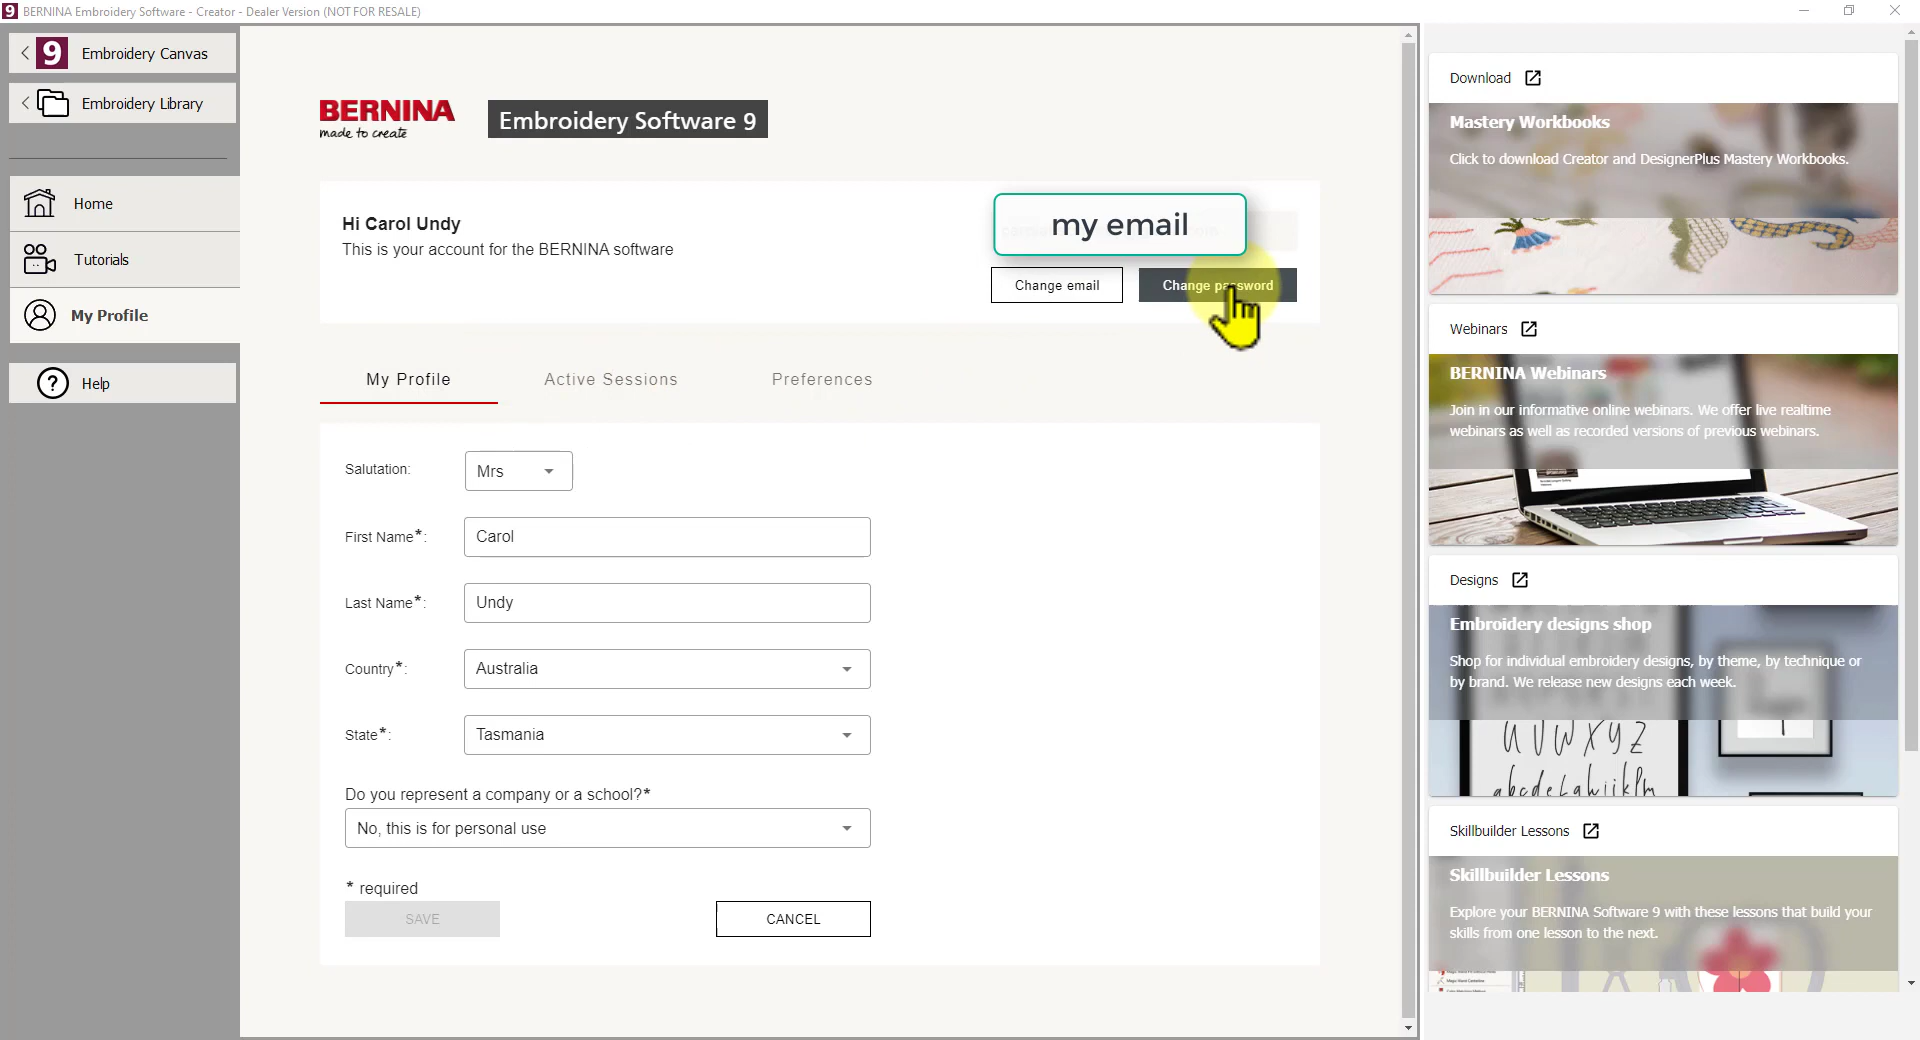 BERNINA Embroidery Software - Creator - Dealer Version (NOT FOR RESALE)
Embroidery Canvas
Embroidery Library
Home
Tutorials
My Profile
Help
BERNINA
made to create
Embroidery Software 9
Hi Carol Undy
This is your account for the BERNINA software
my email
Change email
Change password
My Profile
Active Sessions
Preferences
Salutation:
Mrs
First Name*:
Carol
Last Name*:
Undy
Country*:
Australia
State*:
Tasmania
Do you represent a company or a school?*
No, this is for personal use
* required
SAVE
CANCEL
Download
Mastery Workbooks
Click to download Creator and DesignerPlus Mastery Workbooks.
Webinars
BERNINA Webinars
Join in our informative online webinars. We offer live realtime
webinars as well as recorded versions of previous webinars.
Designs
Embroidery designs shop
Shop for individual embroidery designs, by theme, by technique or
by brand. We release new designs each week.
Skillbuilder Lessons
Skillbuilder Lessons
Explore your BERNINA Software 9 with these lessons that build your
skills from one lesson to the next.